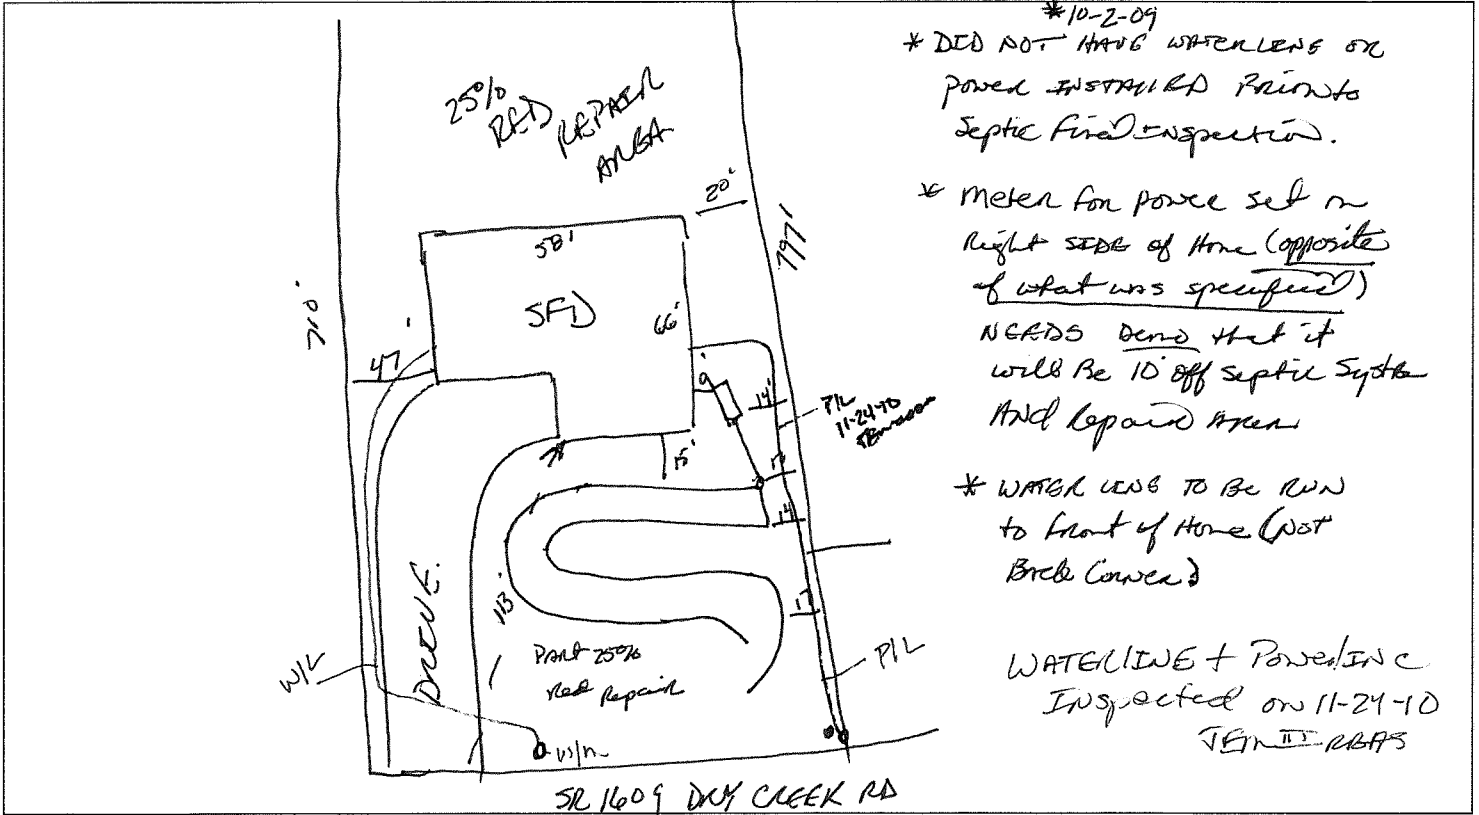 *10-2-09
* DID NOT HAVE WATERLINE OR
POWER INSTALLED PRIOR to
Septic Final Inspection.
* Meter for power set on
Right SIDE of Home (opposite
of what was specified)
NEEDS Demo that it
will Be 10' off septic System
AND Repair Area
* WATER LINE TO BE RUN
to front of Home (NOT
Back Corner)
WATERLINE + PowerlINE
INspected on 11-24-10
REHS
25%
RED REPAIR
AREA
20'
797'
58'
SFD
66'
710'
47'
9'
14'
P/L
11-24-10
15'
14'
17'
113'
DRIVE
PART 25%
Red Repair
W/L
P/L
w/m
SR 1609 DRY CREEK RD